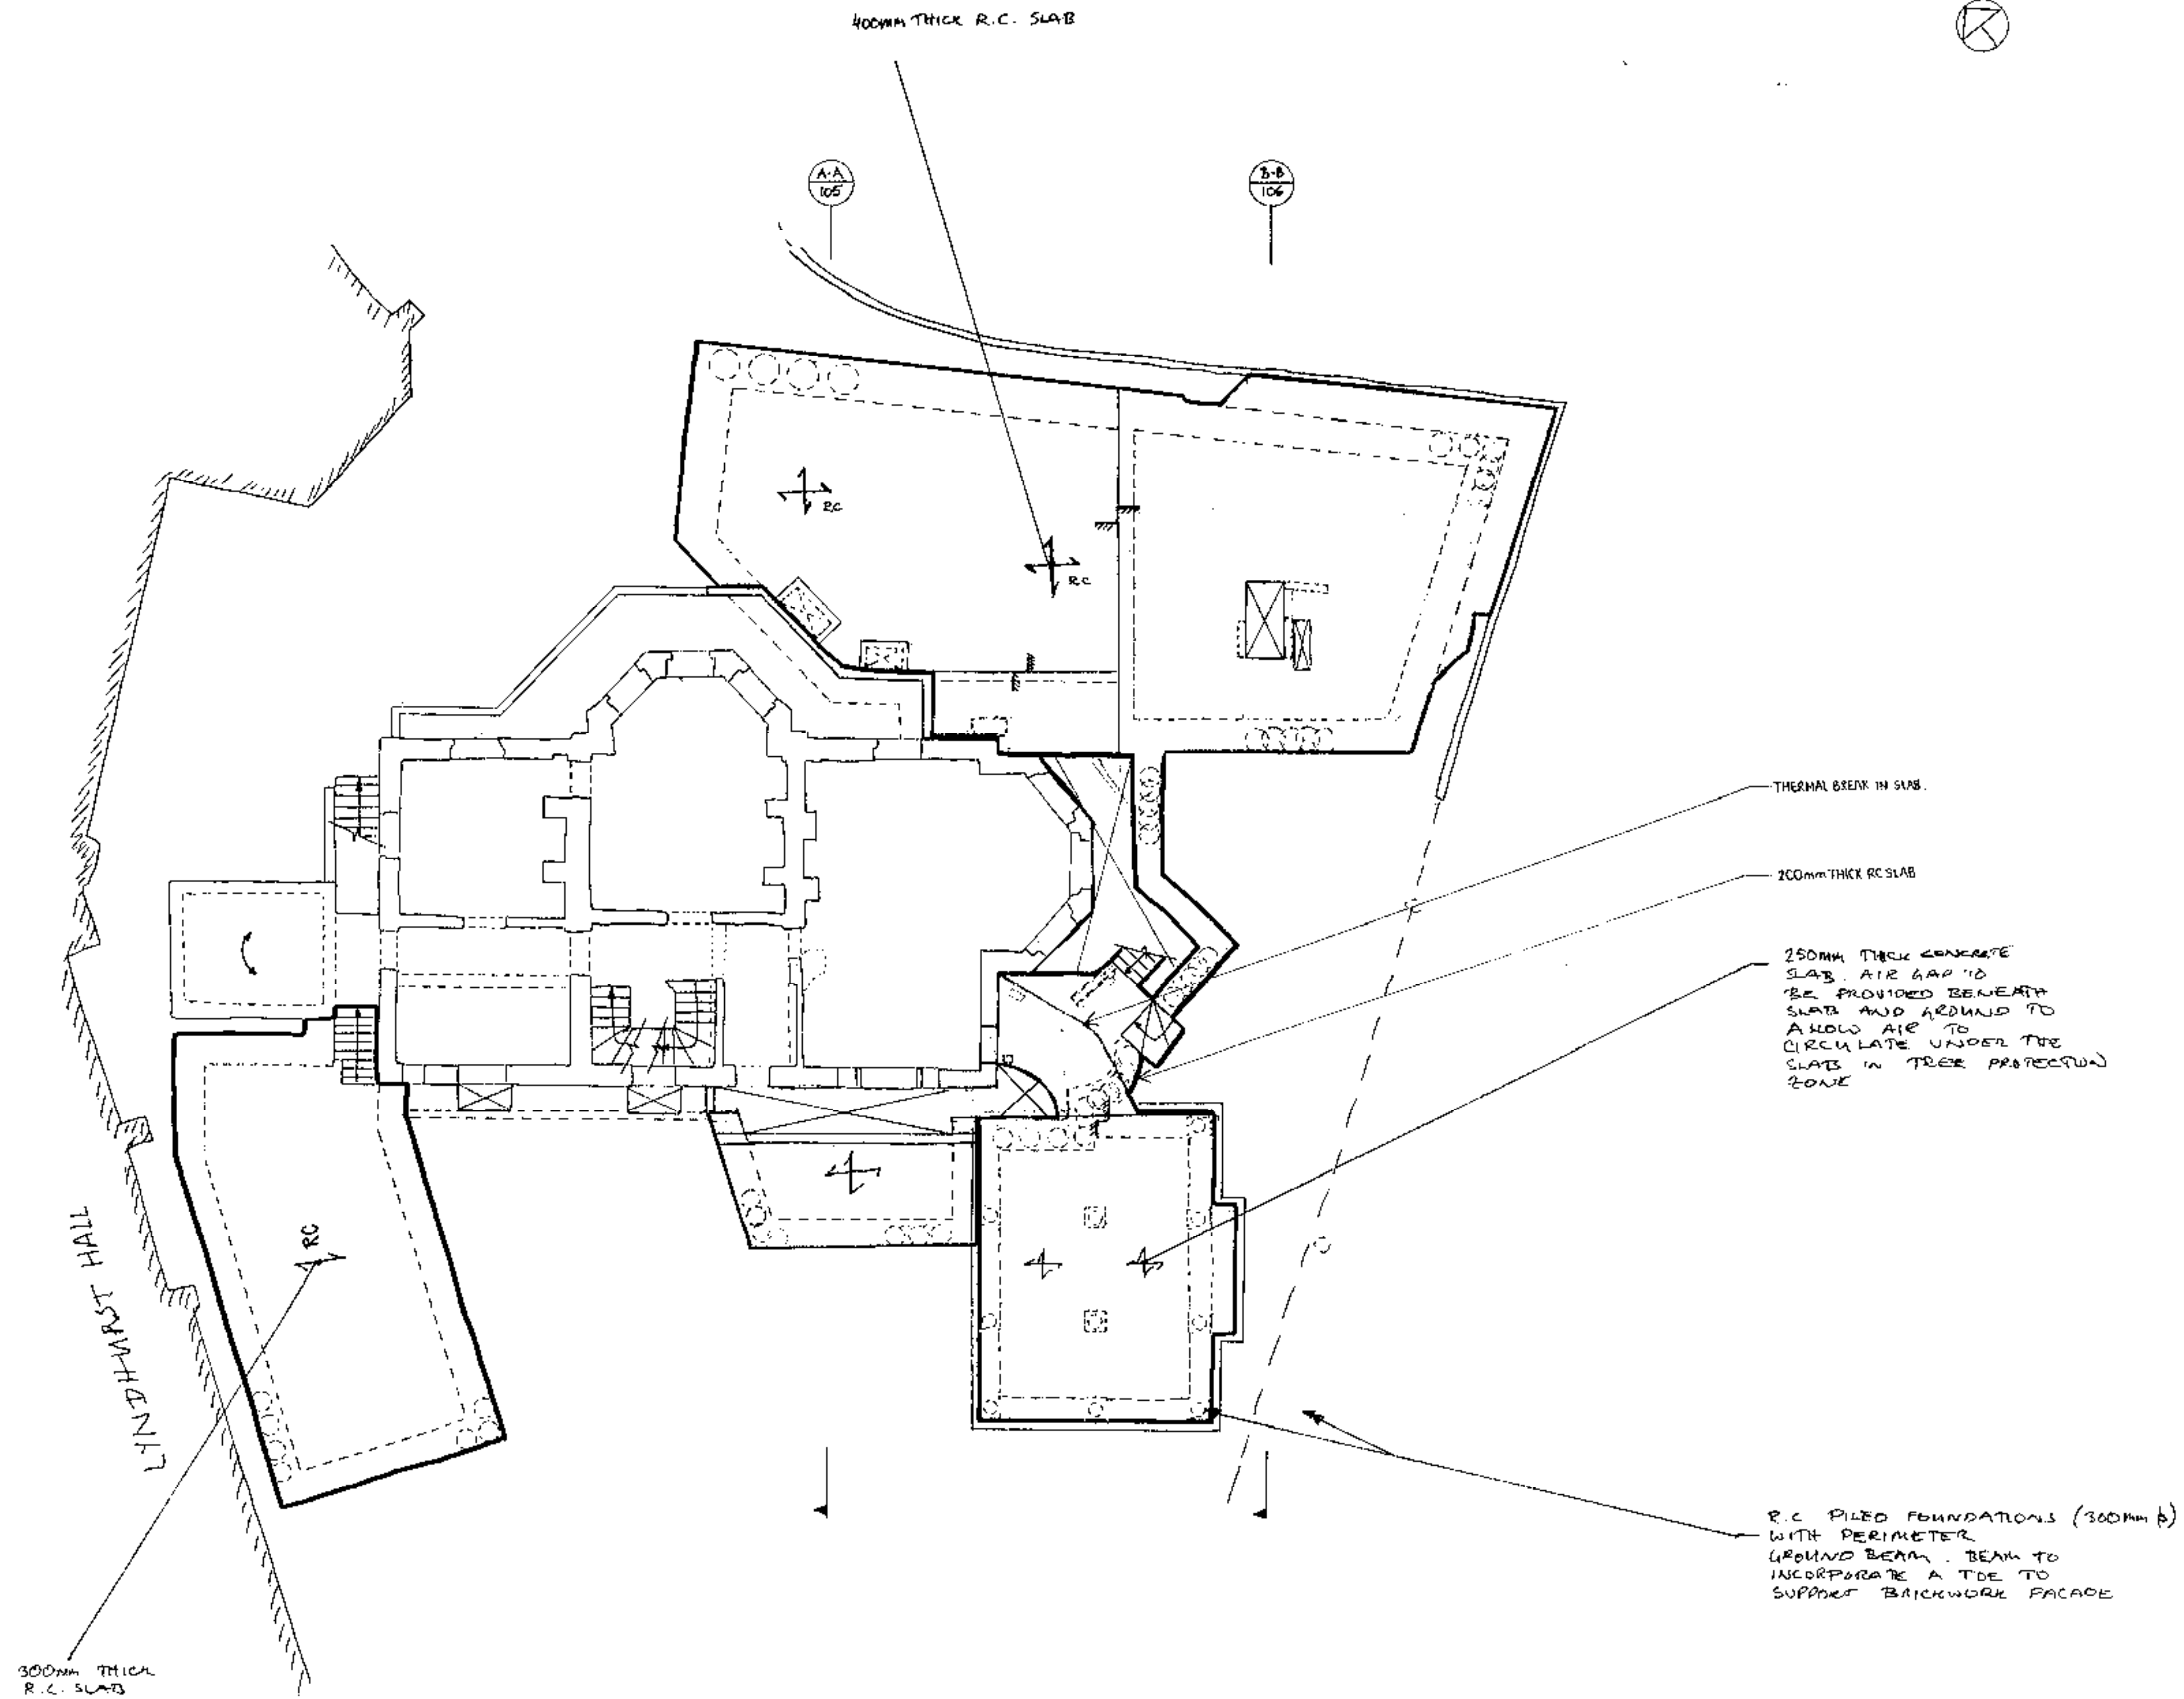 400MM THICK R.C. SLAB
A-A
105
B-B
106
RC
RC
THERMAL BREAK IN SLAB.
200mm THICK RC SLAB
250MM THICK CONCRETE
SLAB. AIR GAP TO
BE PROVIDED BENEATH
SLAB AND GROUND TO
ALLOW AIR TO
CIRCULATE UNDER THE
SLAB IN TREE PROTECTION
ZONE
LYNDHURST HALL
RC
R.C PILED FOUNDATIONS (300mm φ)
WITH PERIMETER
GROUND BEAM. BEAM TO
INCORPORATE A TOE TO
SUPPORT BRICKWORK FACADE
300MM THICK
R.C. SLAB